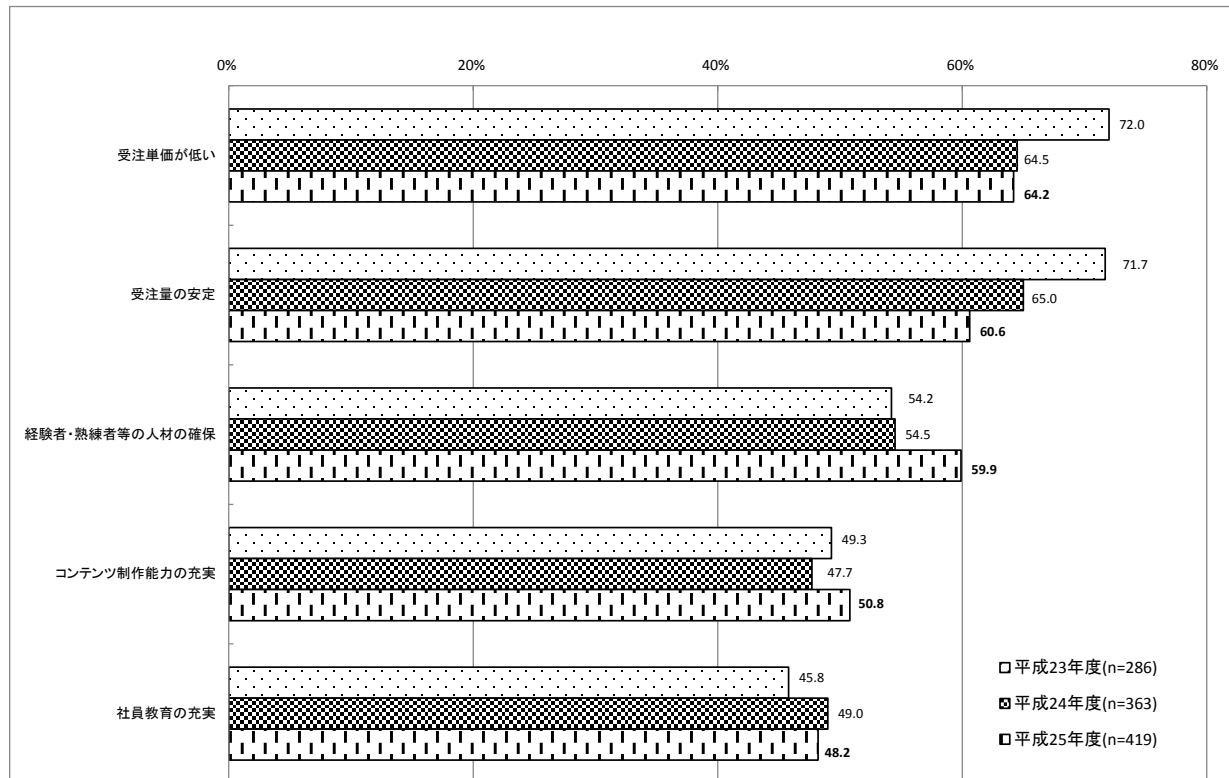 0%
20%
40%
60%
80%
受注単価が低い
72.0
64.5
64.2
受注量の安定
71.7
65.0
60.6
経験者・熟練者等の人材の確保
54.2
54.5
59.9
コンテンツ制作能力の充実
49.3
47.7
50.8
社員教育の充実
45.8
49.0
48.2
平成23年度(n=286)
平成24年度(n=363)
平成25年度(n=419)